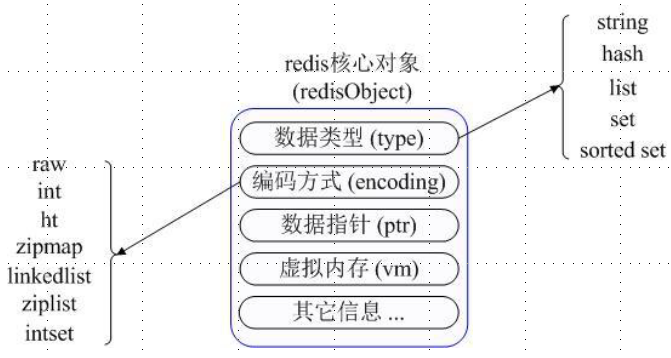 redis核心对象
(redisObject)
数据类型 (type)
编码方式 (encoding)
数据指针 (ptr)
虚拟内存 (vm)
其它信息 ...
string
hash
list
set
sorted set
raw
int
ht
zipmap
linkedlist
ziplist
intset